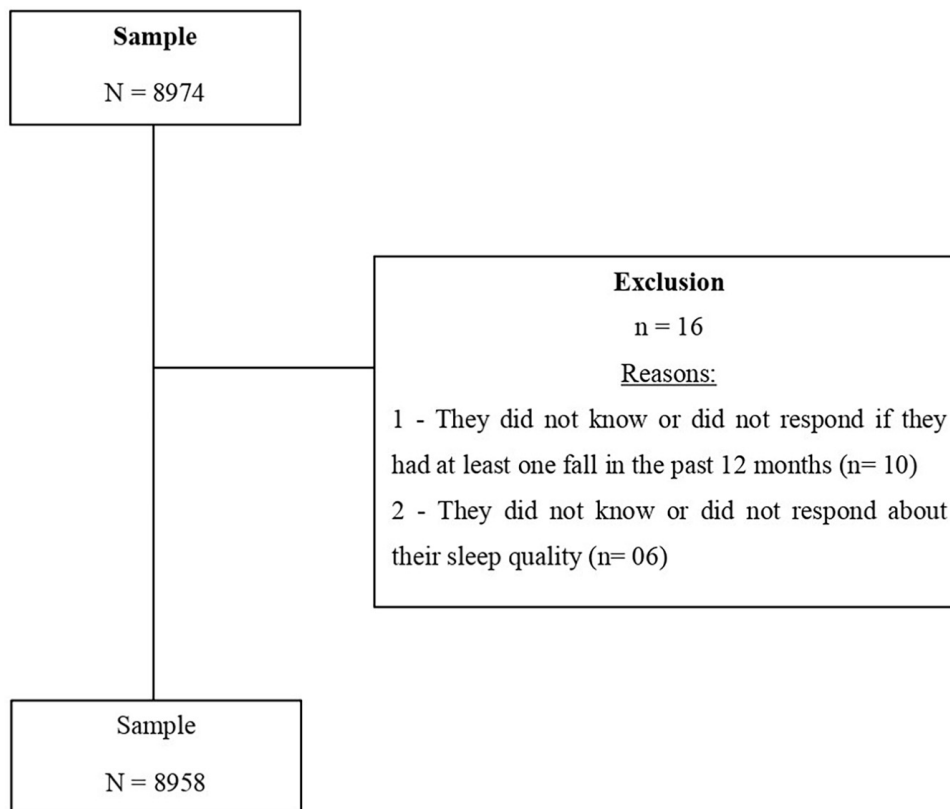 Sample
N = 8974
Exclusion
n = 16
Reasons:
1 - They did not know or did not respond if they
had at least one fall in the past 12 months (n= 10)
2 - They did not know or did not respond about
their sleep quality (n= 06)
Sample
N = 8958